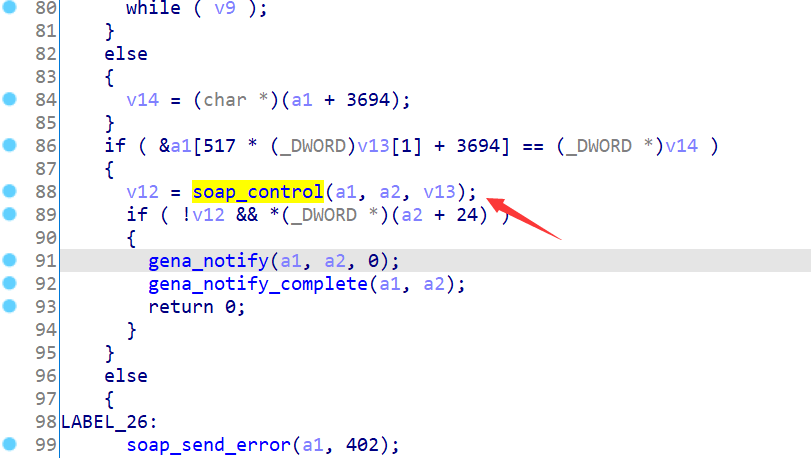 80 while ( v9 );
81 }
82 else
83 {
84 v14 = (char *)(a1 + 3694);
85 }
86 if ( &a1[517 * (_DWORD)v13[1] + 3694] == (_DWORD *)v14 )
87 {
88 v12 = soap_control(a1, a2, v13);
89 if ( !v12 && *(_DWORD *)(a2 + 24) )
90 {
91 gena_notify(a1, a2, 0);
92 gena_notify_complete(a1, a2);
93 return 0;
94 }
95 }
96 else
97 {
98 LABEL_26:
99 soap_send_error(a1, 402);